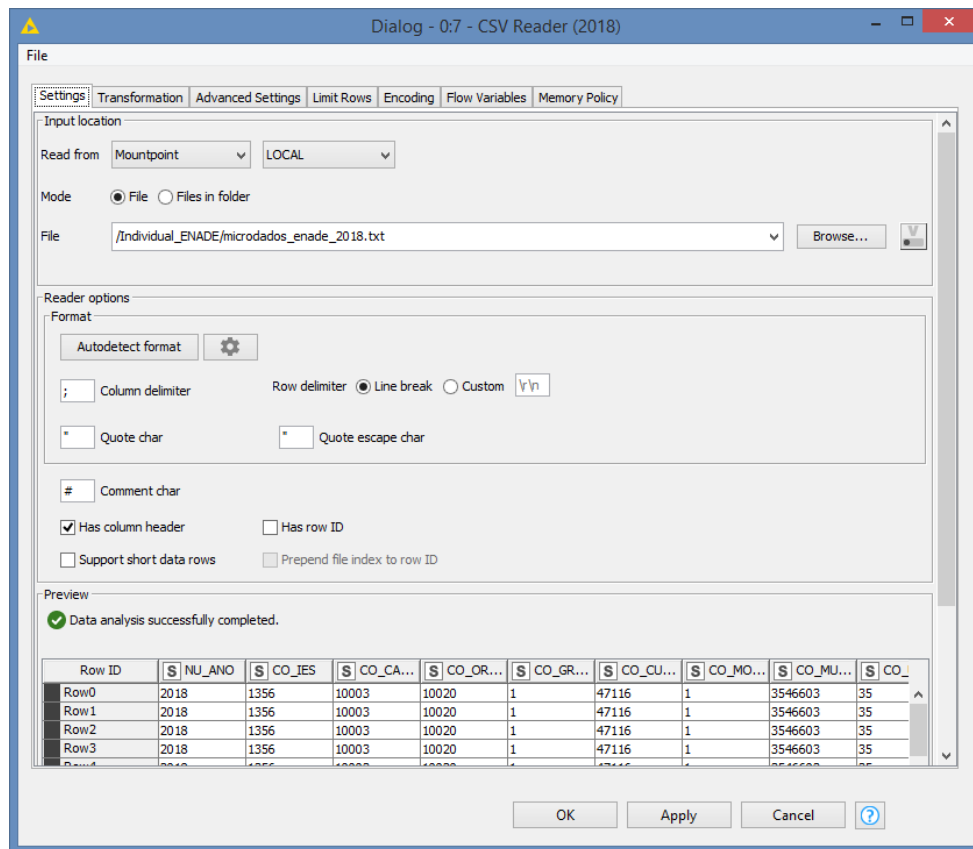 Dialog - 0:7 - CSV Reader (2018)
File
Settings Transformation Advanced Settings Limit Rows Encoding Flow Variables Memory Policy
Input location
Read from Mountpoint LOCAL
Mode File Files in folder
File /Individual_ENADE/microdados_enade_2018.txt Browse... V
Reader options
Format
Autodetect format
; Column delimiter Row delimiter Line break Custom \r\n
" Quote char " Quote escape char
# Comment char
Has column header Has row ID
Support short data rows Prepend file index to row ID
Preview
Data analysis successfully completed.
Row ID S NU_ANO S CO_IES S CO_CA... S CO_OR... S CO_GR... S CO_CU... S CO_MO... S CO_MU... S CO_
Row0 2018 1356 10003 10020 1 47116 1 3546603 35
Row1 2018 1356 10003 10020 1 47116 1 3546603 35
Row2 2018 1356 10003 10020 1 47116 1 3546603 35
Row3 2018 1356 10003 10020 1 47116 1 3546603 35
OK Apply Cancel ?